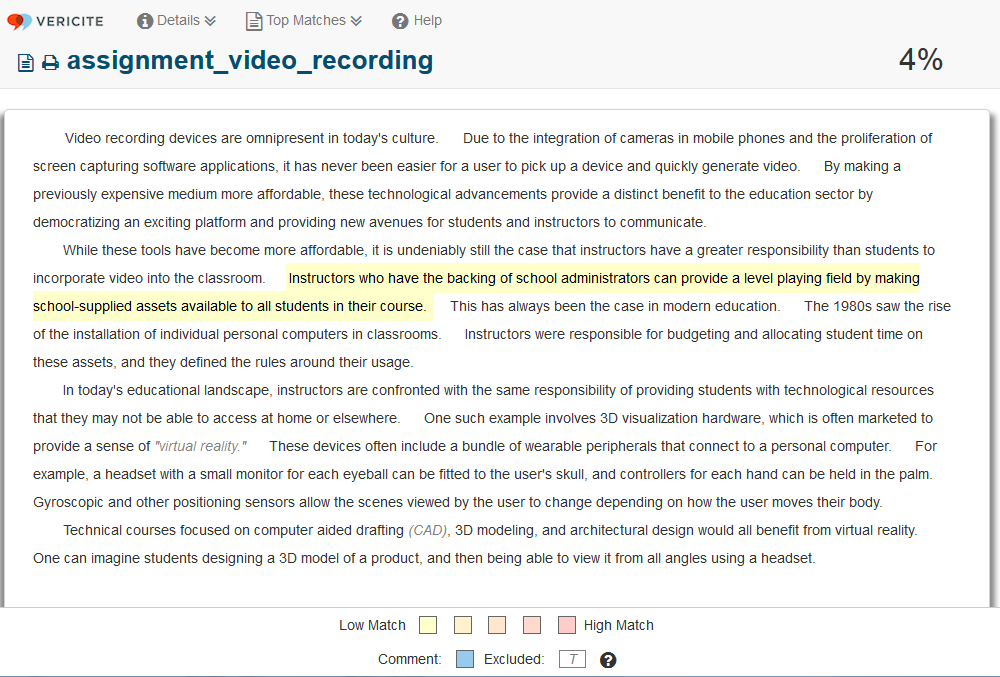 VERICITE Details Top Matches Help
assignment_video_recording 4%
Video recording devices are omnipresent in today's culture. Due to the integration of cameras in mobile phones and the proliferation of
screen capturing software applications, it has never been easier for a user to pick up a device and quickly generate video. By making a
previously expensive medium more affordable, these technological advancements provide a distinct benefit to the education sector by
democratizing an exciting platform and providing new avenues for students and instructors to communicate.
While these tools have become more affordable, it is undeniably still the case that instructors have a greater responsibility than students to
incorporate video into the classroom. Instructors who have the backing of school administrators can provide a level playing field by making
school-supplied assets available to all students in their course. This has always been the case in modern education. The 1980s saw the rise
of the installation of individual personal computers in classrooms. Instructors were responsible for budgeting and allocating student time on
these assets, and they defined the rules around their usage.
In today's educational landscape, instructors are confronted with the same responsibility of providing students with technological resources
that they may not be able to access at home or elsewhere. One such example involves 3D visualization hardware, which is often marketed to
provide a sense of "virtual reality." These devices often include a bundle of wearable peripherals that connect to a personal computer. For
example, a headset with a small monitor for each eyeball can be fitted to the user's skull, and controllers for each hand can be held in the palm.
Gyroscopic and other positioning sensors allow the scenes viewed by the user to change depending on how the user moves their body.
Technical courses focused on computer aided drafting (CAD), 3D modeling, and architectural design would all benefit from virtual reality.
One can imagine students designing a 3D model of a product, and then being able to view it from all angles using a headset.
Low Match High Match
Comment: Excluded: T ?